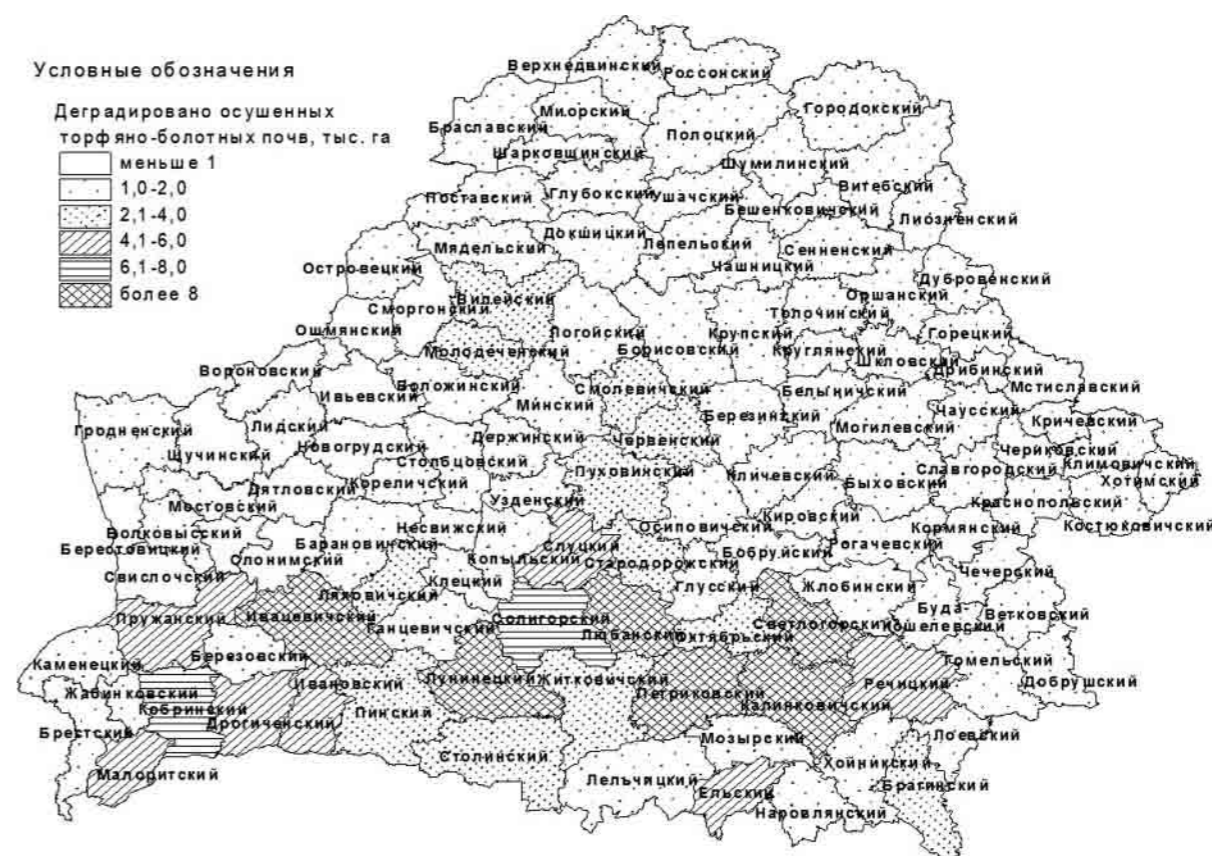 Условные обозначения
Деградировано осушенных
торфяно-болотных почв, тыс. га
меньше 1
1,0-2,0
2,1-4,0
4,1-6,0
6,1-8,0
более 8
Верхнедвинский
Россонский
Городокский
Миорский
Браславский
Полоцкий
Шарковщинский
Шумилинский
Витебский
Поставский
Глубокский
Ушачский
Бешенковичский
Лиозненский
Докшицкий
Лепельский
Мядельский
Сенненский
Чашницкий
Островецкий
Дубровенский
Вилейский
Оршанский
Сморгонский
Толочинский
Ошмянский
Логойский
Крупский
Горецкий
Борисовский
Круглянский
Шкловский
Молодеченский
Дрибинский
Вороновский
Воложинский
Смолевичский
Мстиславский
Ивьевский
Минский
Белыничский
Березинский
Чаусский
Кричевский
Гродненский
Лидский
Могилевский
Новогрудский
Держинский
Червенский
Чериковский
Щучинский
Столбцовский
Климовичский
Пуховинский
Кличевский
Славгородский
Дятловский
Кореличский
Быховский
Хотимский
Мостовский
Узденский
Краснопольский
Кировский
Волковысский
Несвижский
Осиповичский
Кормянский
Костюковичский
Берестовицкий
Барановичский
Слуцкий
Бобруйский
Рогачевский
Слонимский
Копыльский
Стародорожский
Чечерский
Свислочский
Клецкий
Глусский
Жлобинский
Ляховичский
Буда-
Кошелевский
Ветковский
Пружанский
Ивацевичский
Солигорский
Светлогорский
Ганцевичский
Любанский
Октябрьский
Каменецкий
Березовский
Гомельский
Жабинковский
Ивановский
Лунинецкий
Житковичский
Речицкий
Добрушский
Петриковский
Кобринский
Калинковичский
Пинский
Дрогиченский
Брестский
Мозырский
Лоевский
Столинский
Хойникский
Малоритский
Лельчицкий
Ельский
Брагинский
Наровлянский